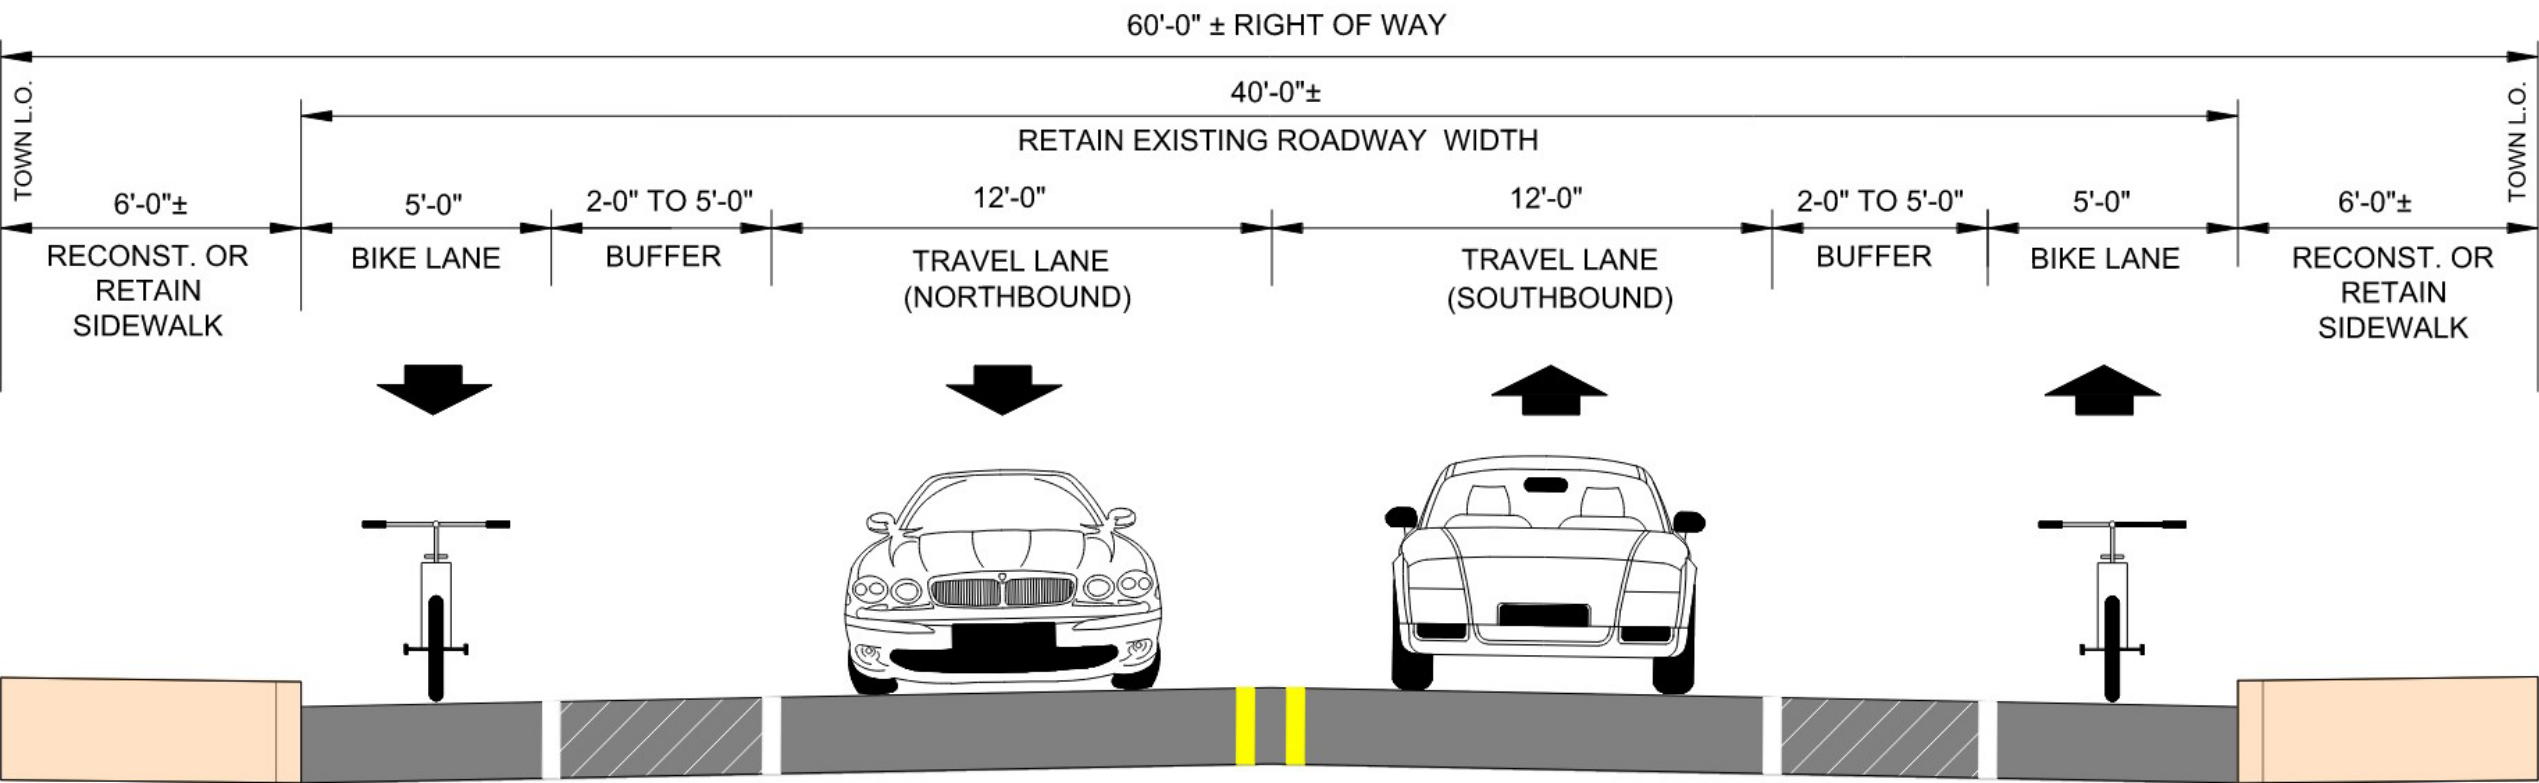 60'-0" ± RIGHT OF WAY
40'-0"±
RETAIN EXISTING ROADWAY WIDTH
TOWN L.O.
6'-0"±
RECONST. OR
RETAIN
SIDEWALK
5'-0"
BIKE LANE
2-0" TO 5'-0"
BUFFER
12'-0"
TRAVEL LANE
(NORTHBOUND)
12'-0"
TRAVEL LANE
(SOUTHBOUND)
2-0" TO 5'-0"
BUFFER
5'-0"
BIKE LANE
6'-0"±
RECONST. OR
RETAIN
SIDEWALK
TOWN L.O.